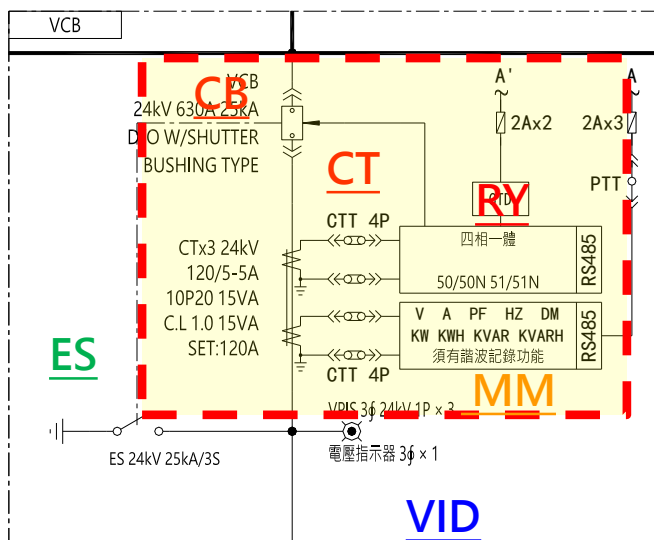 VCB
VCB
CB
24kV 630A 25kA
D/O W/SHUTTER
BUSHING TYPE
A'
A
2Ax2
2Ax3
CT
PTT
RY
CTD
CTT 4P
四相一體
50/50N 51/51N
RS485
CTx3 24kV
120/5-5A
10P20 15VA
C.L 1.0 15VA
SET:120A
V A PF HZ DM
KW KWH KVAR KVARH
須有諧波記錄功能
RS485
CTT 4P
ES
MM
VPIS 3∮ 24kV 1P × 3
電壓指示器 3∮ × 1
ES 24kV 25kA/3S
VID